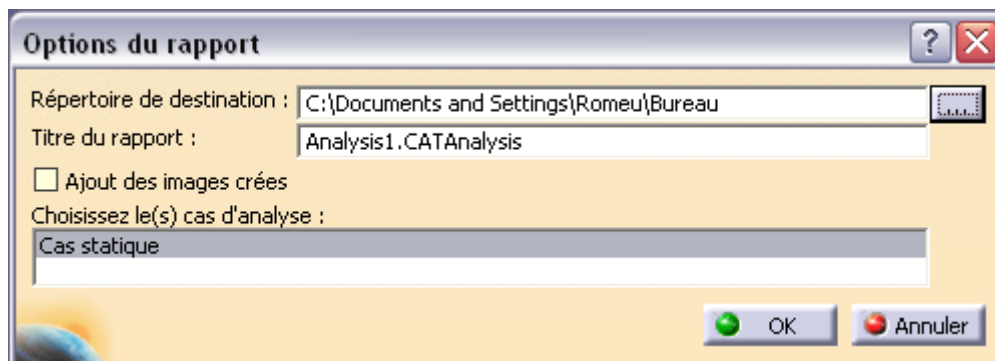 Options du rapport
?
Répertoire de destination : C:\Documents and Settings\Romeu\Bureau ...
Titre du rapport : Analysis1.CATAnalysis
Ajout des images crées
Choisissez le(s) cas d'analyse :
Cas statique
OK Annuler